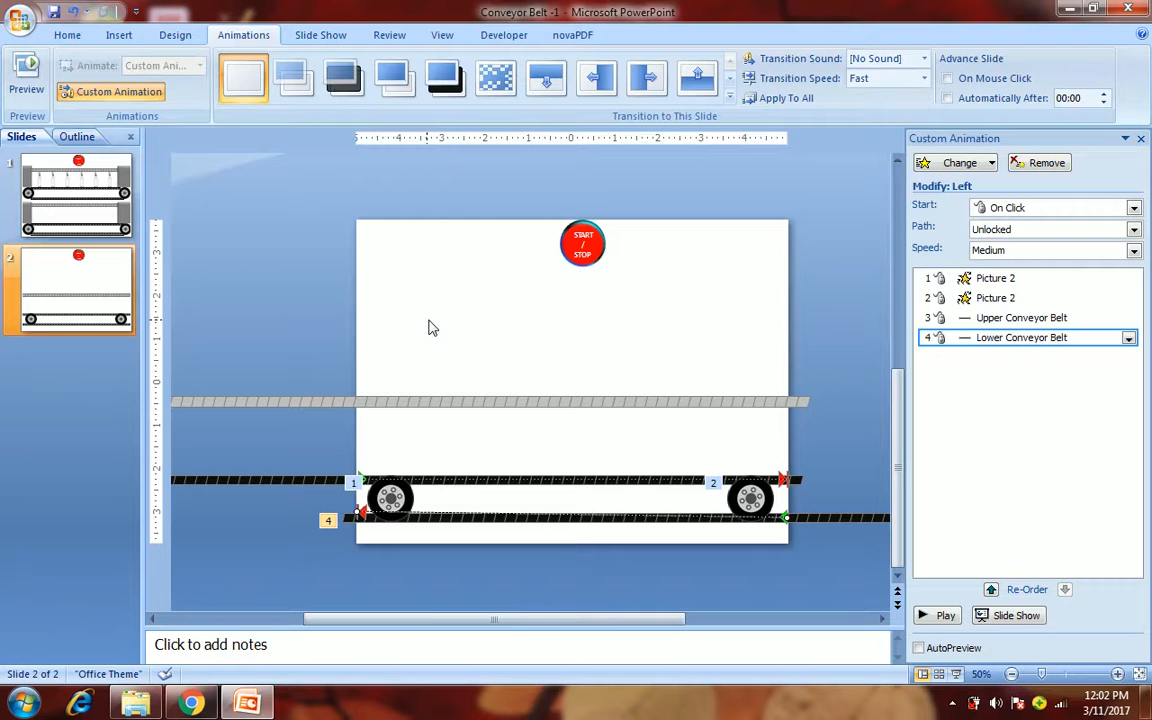 Conveyor Belt -1 - Microsoft PowerPoint
Home Insert Design Animations Slide Show Review View Developer novaPDF
Preview
Preview
Animate: Custom Ani...
Custom Animation
Animations
Transition Sound: [No Sound]
Transition Speed: Fast
Apply To All
Transition to This Slide
Advance Slide
On Mouse Click
Automatically After: 00:00
Slides Outline
1
2
START
/
STOP
1 2
4
Custom Animation
Change Remove
Modify: Left
Start: On Click
Path: Unlocked
Speed: Medium
1 Picture 2
2 Picture 2
3 Upper Conveyor Belt
4 Lower Conveyor Belt
Re-Order
Play Slide Show
AutoPreview
Click to add notes
Slide 2 of 2 "Office Theme" 50%
12:02 PM
3/11/2017